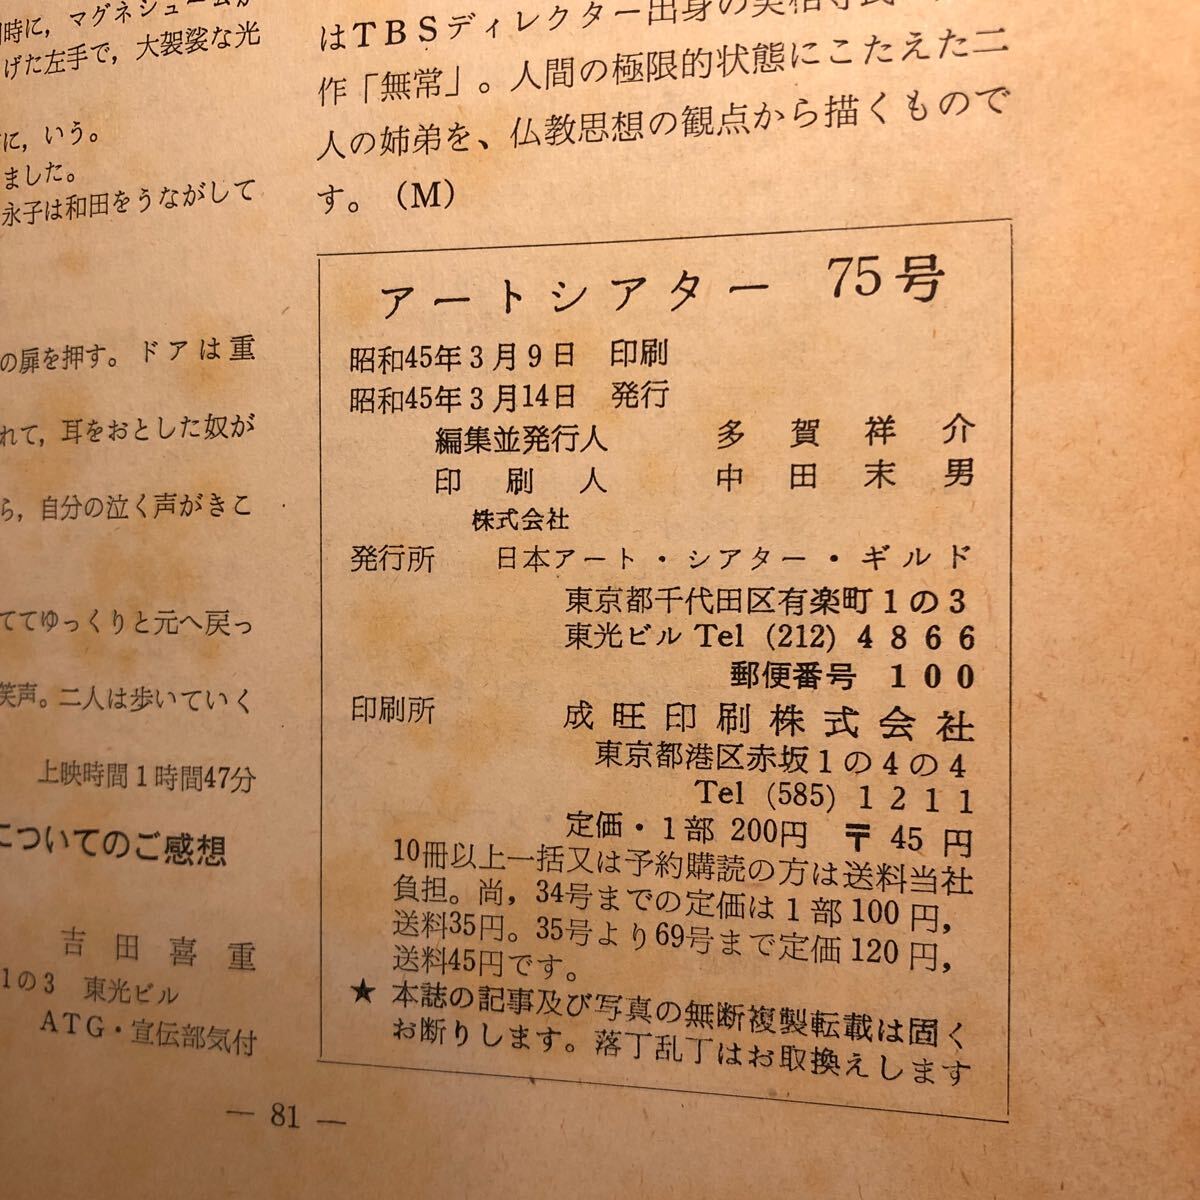 時に，マグネシュームが
げた左手で，大袈裟な光
に，いう。
ました。
永子は和田をうながして
の扉を押す。ドアは重
れて，耳をおとした奴が
ら，自分の泣く声がきこ
ててゆっくりと元へ戻っ
笑声。二人は歩いていく
上映時間１時間47分
についてのご感想
吉田喜重
1の3 東光ビル
ATG・宣伝部気付
はTBSディレクター出身の実相寺
作「無常」。人間の極限的状態にこたえた二
人の姉弟を、仏教思想の観点から描くもので
す。（M）
アートシアター 75号
昭和45年3月9日 印刷
昭和45年3月14日 発行
編集並発行人 多賀祥介
印刷人 中田末男
株式会社
発行所 日本アート・シアター・ギルド
東京都千代田区有楽町1の3
東光ビル Tel (212) 4866
郵便番号 100
印刷所 成旺印刷株式会社
東京都港区赤坂1の4の4
Tel (585) 1211
定価・1部 200円 〒45円
10冊以上一括又は予約購読の方は送料当社
負担。尚，34号までの定価は1部100円，
送料35円。35号より69号まで定価120円，
送料45円です。
★ 本誌の記事及び写真の無断複製転載は固く
お断りします。落丁乱丁はお取換えします
— 81 —